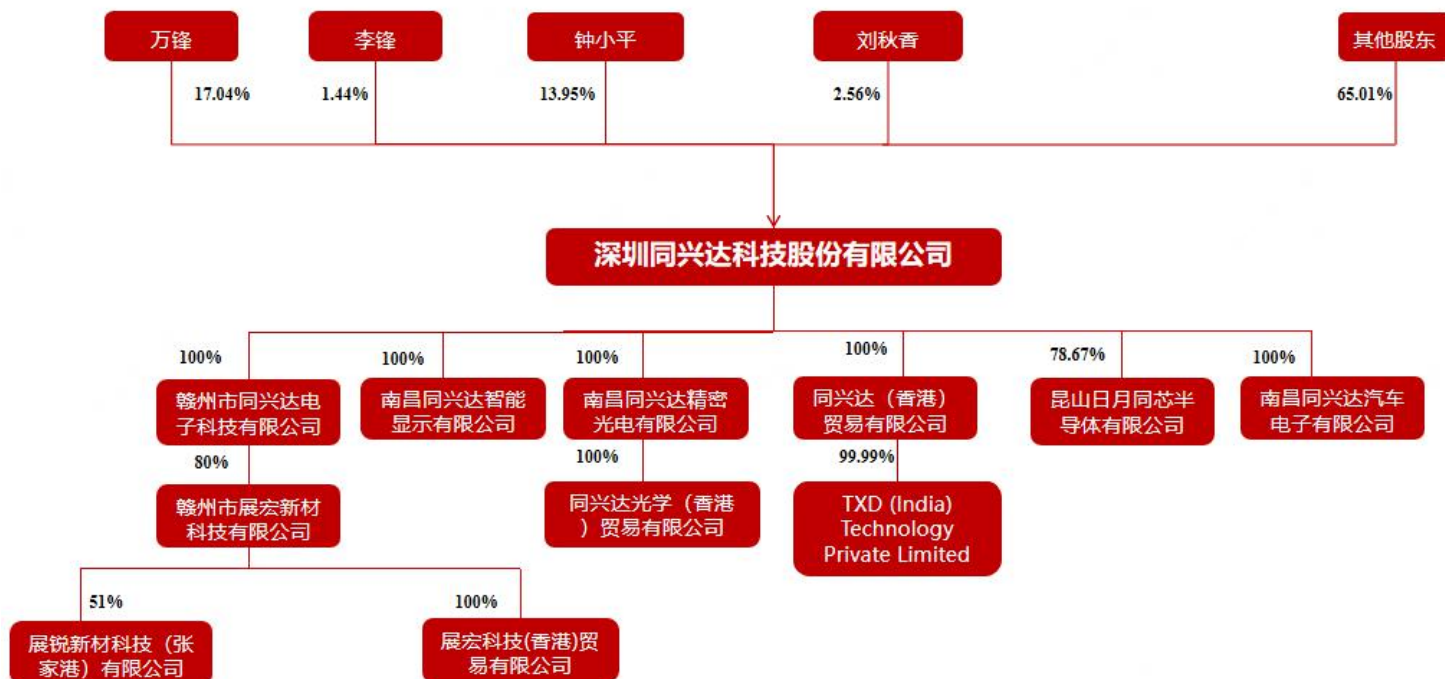 万锋
李锋
钟小平
刘秋香
其他股东
17.04%
1.44%
13.95%
2.56%
65.01%
深圳同兴达科技股份有限公司
100%
100%
100%
100%
78.67%
100%
赣州市同兴达电
子科技有限公司
南昌同兴达智能
显示有限公司
南昌同兴达精密
光电有限公司
同兴达（香港）
贸易有限公司
昆山日月同芯半
导体有限公司
南昌同兴达汽车
电子有限公司
80%
100%
99.99%
赣州市展宏新材
科技有限公司
同兴达光学（香港
）贸易有限公司
TXD (India)
Technology
Private Limited
51%
100%
展锐新材科技（张
家港）有限公司
展宏科技(香港)贸
易有限公司